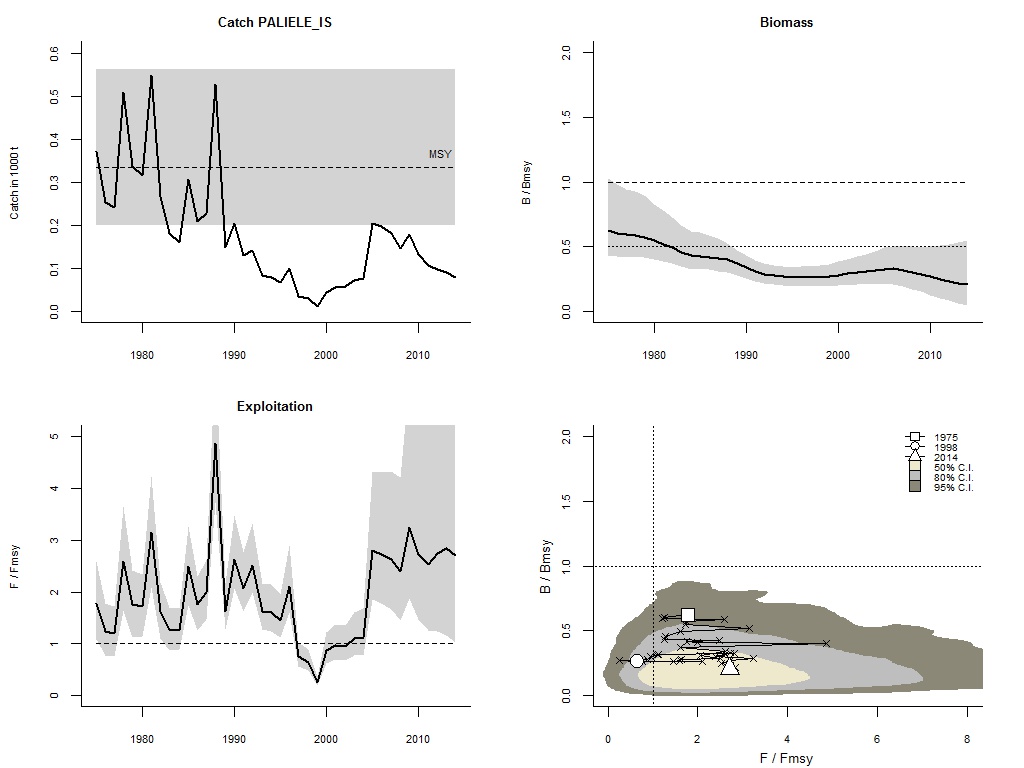 Catch PALIELE_IS
Catch in 1000 t
0.0 0.1 0.2 0.3 0.4 0.5 0.6
MSY
1980 1990 2000 2010
Biomass
B / Bmsy
0.0 0.5 1.0 1.5 2.0
1980 1990 2000 2010
Exploitation
F / Fmsy
0 1 2 3 4 5
1980 1990 2000 2010
B / Bmsy
0.0 0.5 1.0 1.5 2.0
1975
1998
2014
50% C.I.
80% C.I.
95% C.I.
0 2 4 6 8
F / Fmsy